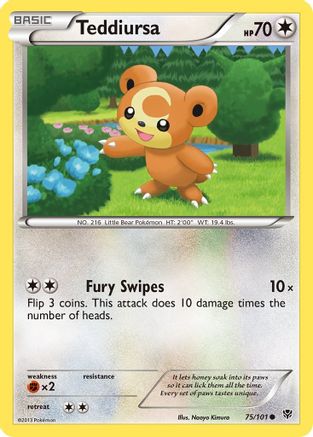 BASIC
Teddiursa
HP70
NO. 216 Little Bear Pokémon HT: 2'00" WT: 19.4 lbs.
Fury Swipes 10×
Flip 3 coins. This attack does 10 damage times
the number of heads.
weakness resistance
×2
retreat
It lets honey soak into its paws
so it can lick them all the time.
Every set of paws tastes unique.
Illus. Naoyo Kimura
75/101
©2013 Pokémon